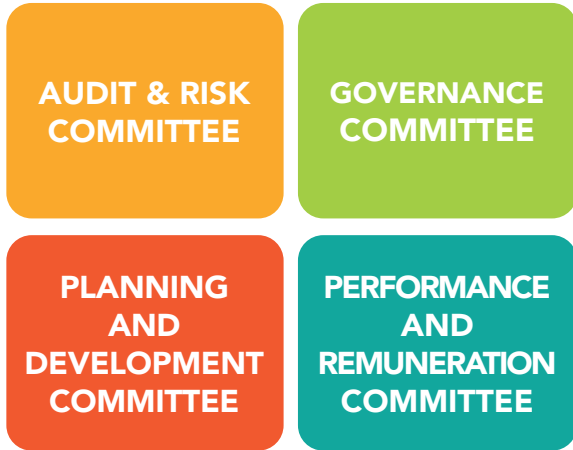 AUDIT & RISK
COMMITTEE
GOVERNANCE
COMMITTEE
PLANNING
AND
DEVELOPMENT
COMMITTEE
PERFORMANCE
AND
REMUNERATION
COMMITTEE